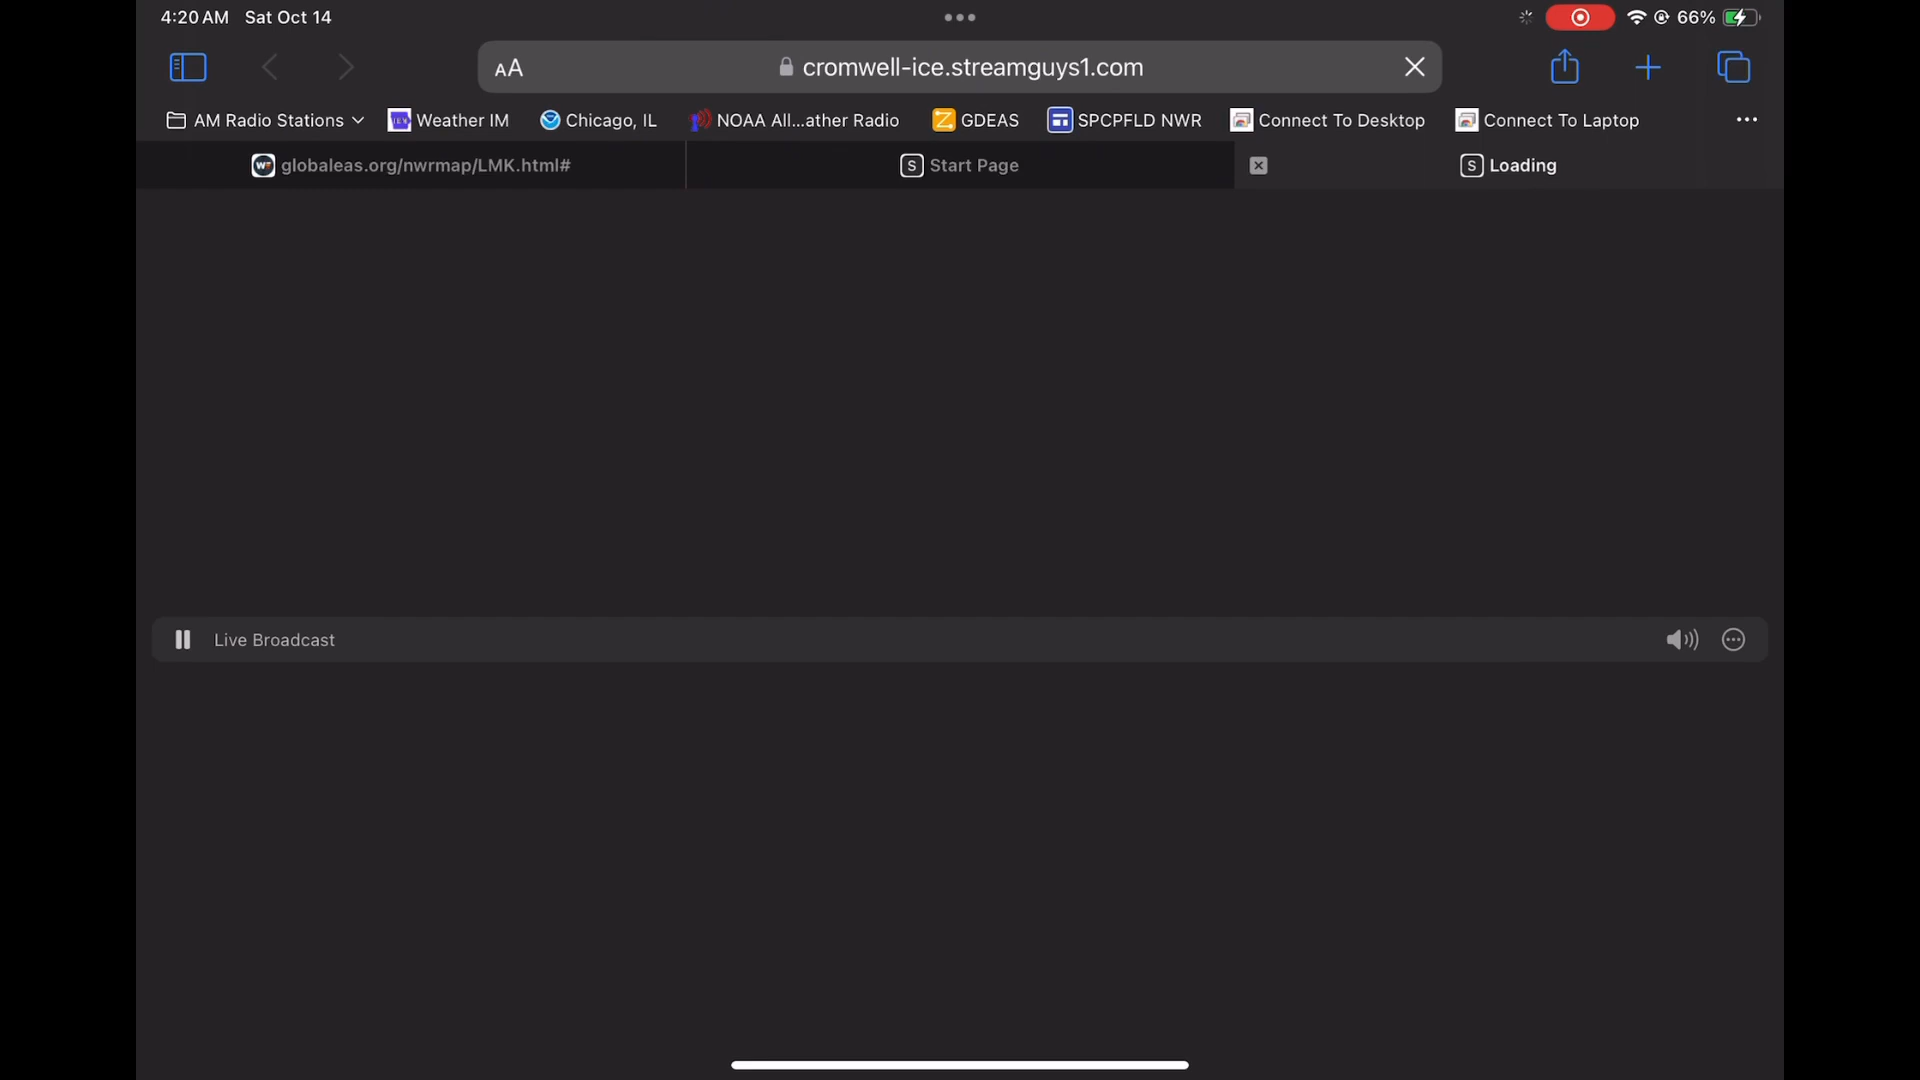 4:20 AM Sat Oct 14
66%
AA
cromwell-ice.streamguys1.com
AM Radio Stations
Weather IM
Chicago, IL
NOAA All...ather Radio
GDEAS
SPCPFLD NWR
Connect To Desktop
Connect To Laptop
globaleas.org/nwrmap/LMK.html#
S Start Page
S Loading
Live Broadcast